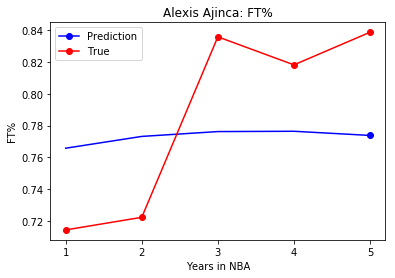 Alexis Ajinca: FT%
Prediction
True
FT%
0.84
0.82
0.80
0.78
0.76
0.74
0.72
1 2 3 4 5
Years in NBA